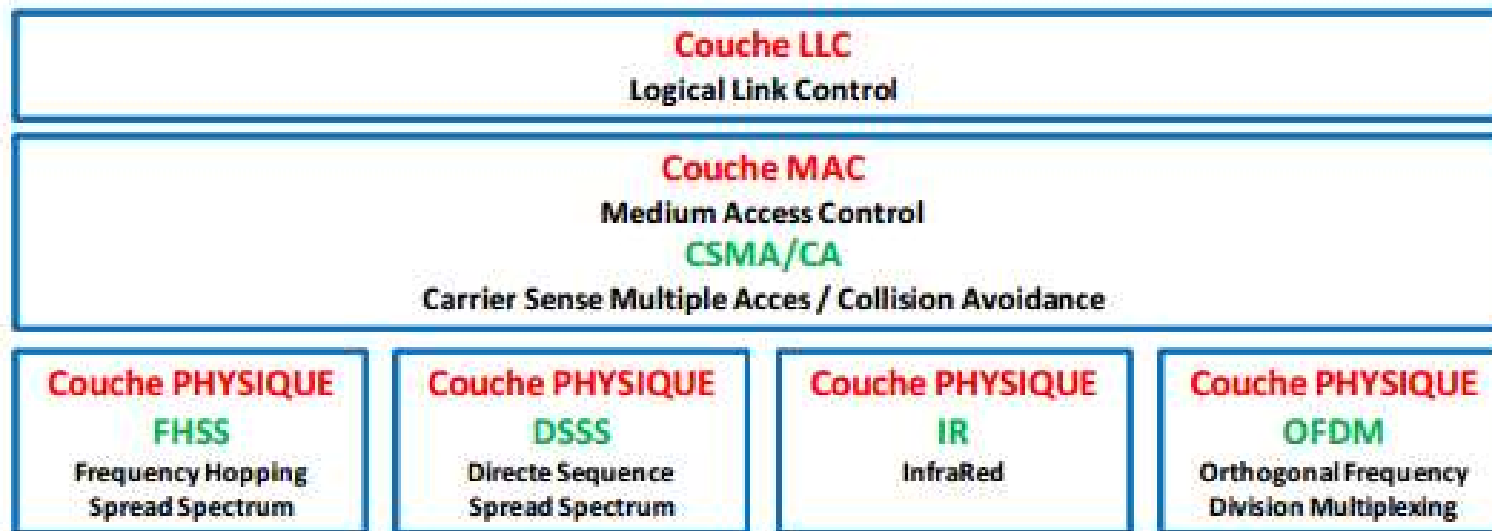 Couche LLC
Logical Link Control
Couche MAC
Medium Access Control
CSMA/CA
Carrier Sense Multiple Acces / Collision Avoidance
Couche PHYSIQUE
FHSS
Frequency Hopping
Spread Spectrum
Couche PHYSIQUE
DSSS
Directe Sequence
Spread Spectrum
Couche PHYSIQUE
IR
InfraRed
Couche PHYSIQUE
OFDM
Orthogonal Frequency
Division Multiplexing